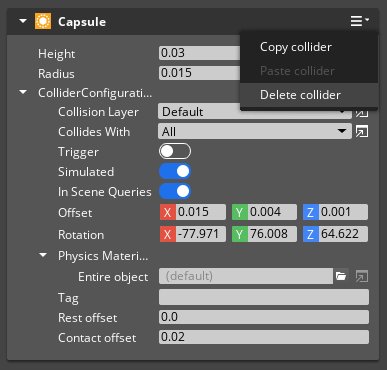 Capsule
Copy collider
Paste collider
Delete collider
Height 0.03
Radius 0.015
ColliderConfigurati...
Collision Layer Default
Collides With All
Trigger
Simulated
In Scene Queries
Offset X 0.015 Y 0.004 Z 0.001
Rotation X -77.971 Y 76.008 Z 64.622
Physics Materi...
Entire object (default)
Tag
Rest offset 0.0
Contact offset 0.02